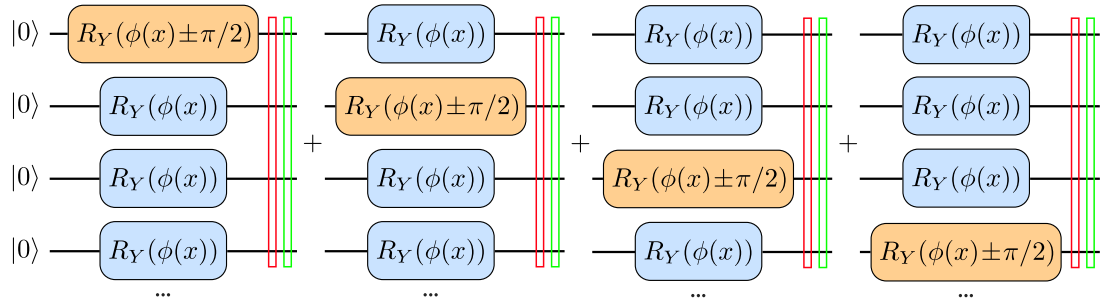 |0⟩ R_Y(ϕ(x)±π/2) R_Y(ϕ(x)) R_Y(ϕ(x)) R_Y(ϕ(x))
|0⟩ R_Y(ϕ(x)) R_Y(ϕ(x)±π/2) R_Y(ϕ(x)) R_Y(ϕ(x))
+ + +
|0⟩ R_Y(ϕ(x)) R_Y(ϕ(x)) R_Y(ϕ(x)±π/2) R_Y(ϕ(x))
|0⟩ R_Y(ϕ(x)) R_Y(ϕ(x)) R_Y(ϕ(x)) R_Y(ϕ(x)±π/2)
... ... ... ...